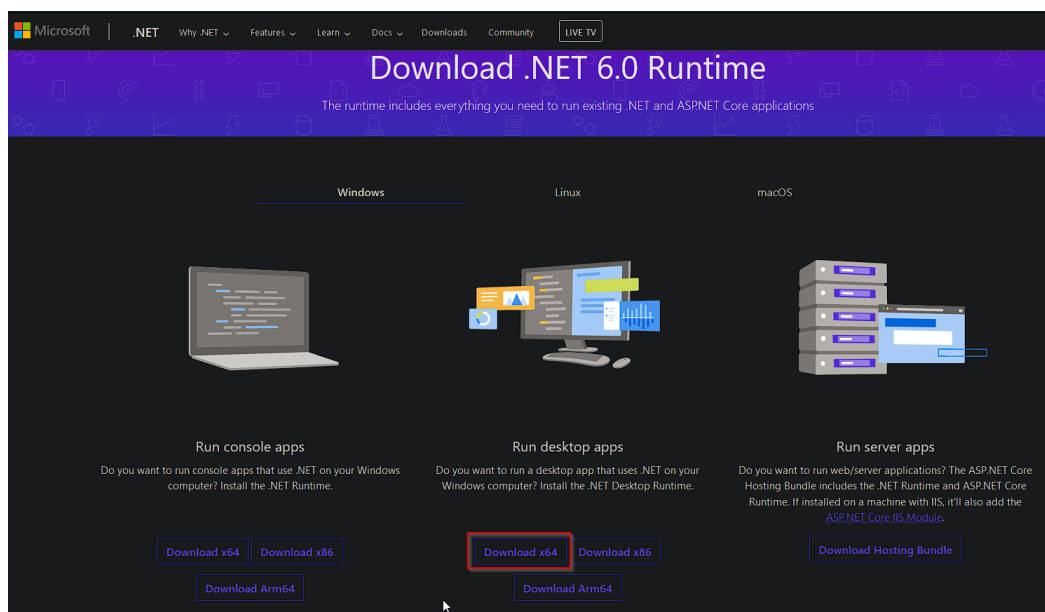 Microsoft .NET Why .NET Features Learn Docs Downloads Community LIVE TV
Download .NET 6.0 Runtime
The runtime includes everything you need to run existing .NET and ASP.NET Core applications
Windows Linux macOS
Run console apps
Do you want to run console apps that use .NET on your Windows
computer? Install the .NET Runtime.
Download x64 Download x86
Download Arm64
Run desktop apps
Do you want to run a desktop app that uses .NET on your
Windows computer? Install the .NET Desktop Runtime.
Download x64 Download x86
Download Arm64
Run server apps
Do you want to run web/server applications? The ASP.NET Core
Hosting Bundle includes the .NET Runtime and ASP.NET Core
Runtime. If installed on a machine with IIS, it'll also add the
ASP.NET Core IIS Module.
Download Hosting Bundle